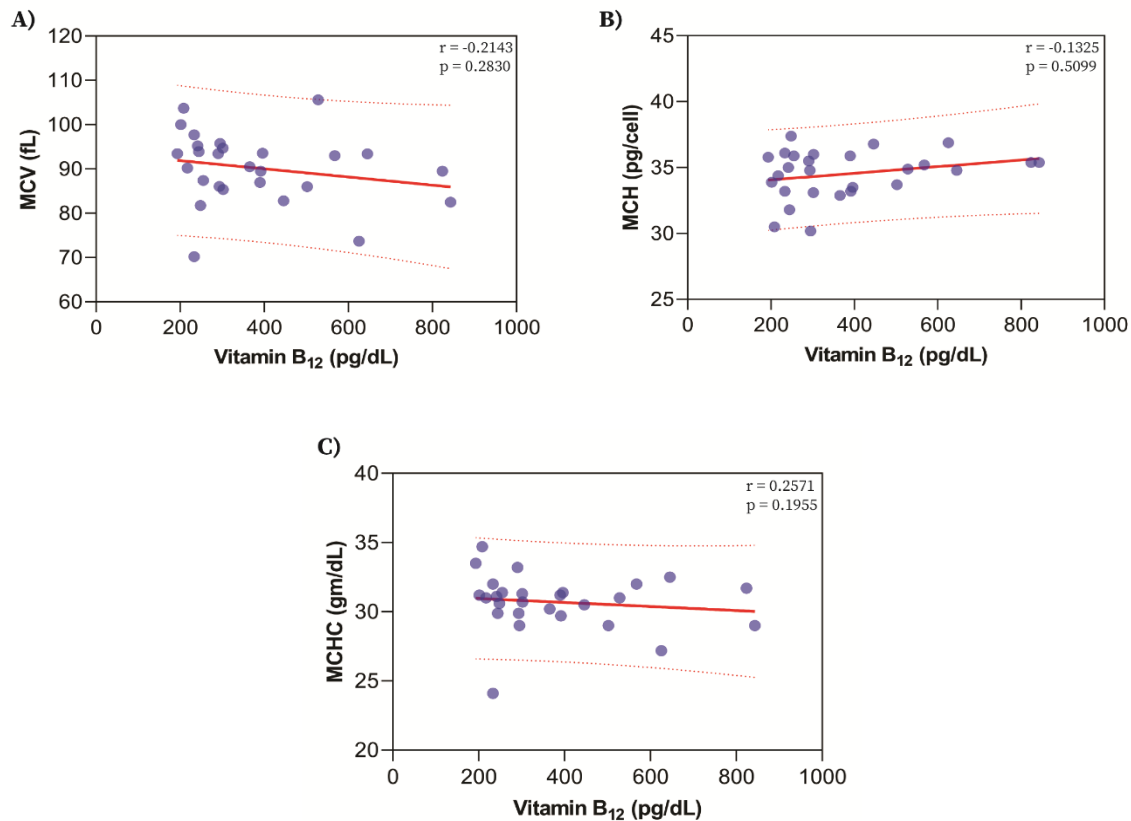 A)
r = -0.2143
p = 0.2830
120
110
100
90
80
70
60
MCV (fL)
0
200
400
600
800
1000
Vitamin B₁₂ (pg/dL)
B)
r = -0.1325
p = 0.5099
45
40
35
30
25
MCH (pg/cell)
0
200
400
600
800
1000
Vitamin B₁₂ (pg/dL)
C)
r = 0.2571
p = 0.1955
40
35
30
25
20
MCHC (gm/dL)
0
200
400
600
800
1000
Vitamin B₁₂ (pg/dL)